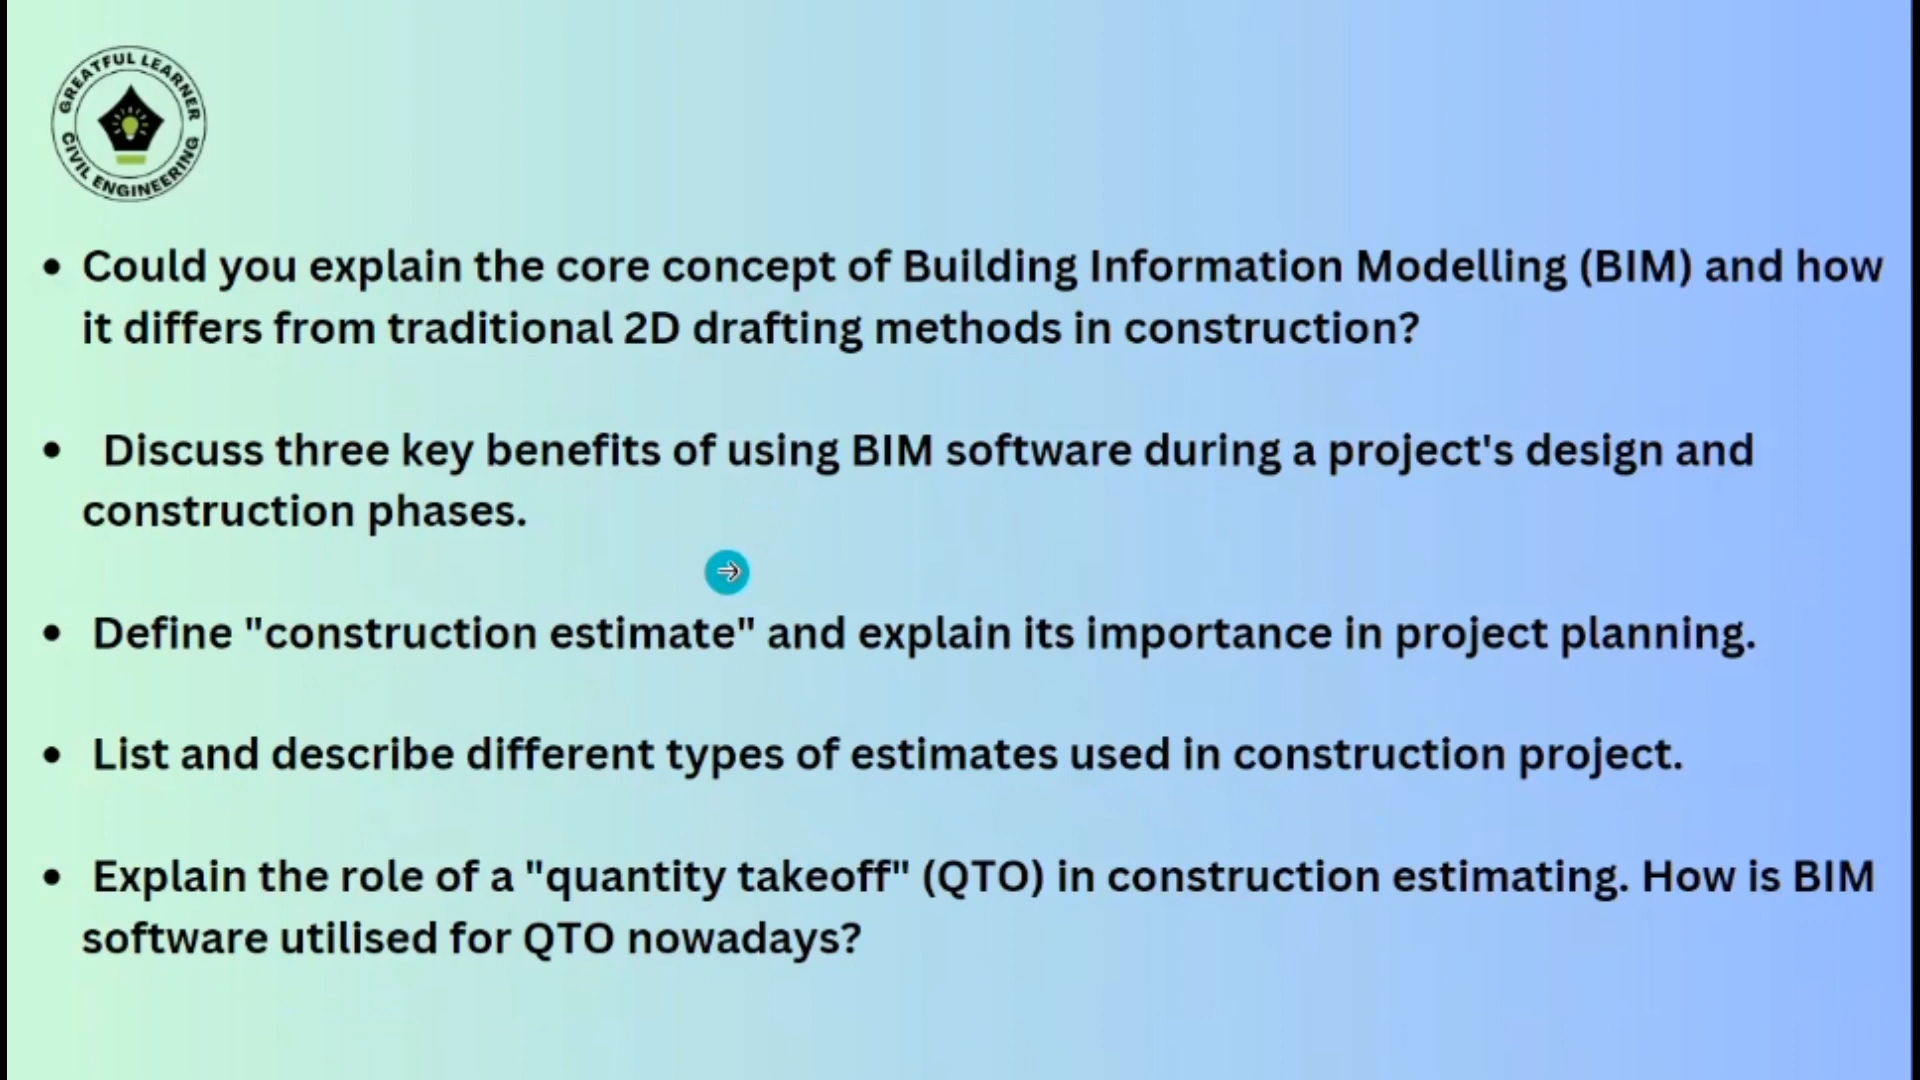 GREATFUL LEARNER
CIVIL ENGINEERING
• Could you explain the core concept of Building Information Modelling (BIM) and how
it differs from traditional 2D drafting methods in construction?
• Discuss three key benefits of using BIM software during a project's design and
construction phases.
• Define "construction estimate" and explain its importance in project planning.
• List and describe different types of estimates used in construction project.
• Explain the role of a "quantity takeoff" (QTO) in construction estimating. How is BIM
software utilised for QTO nowadays?